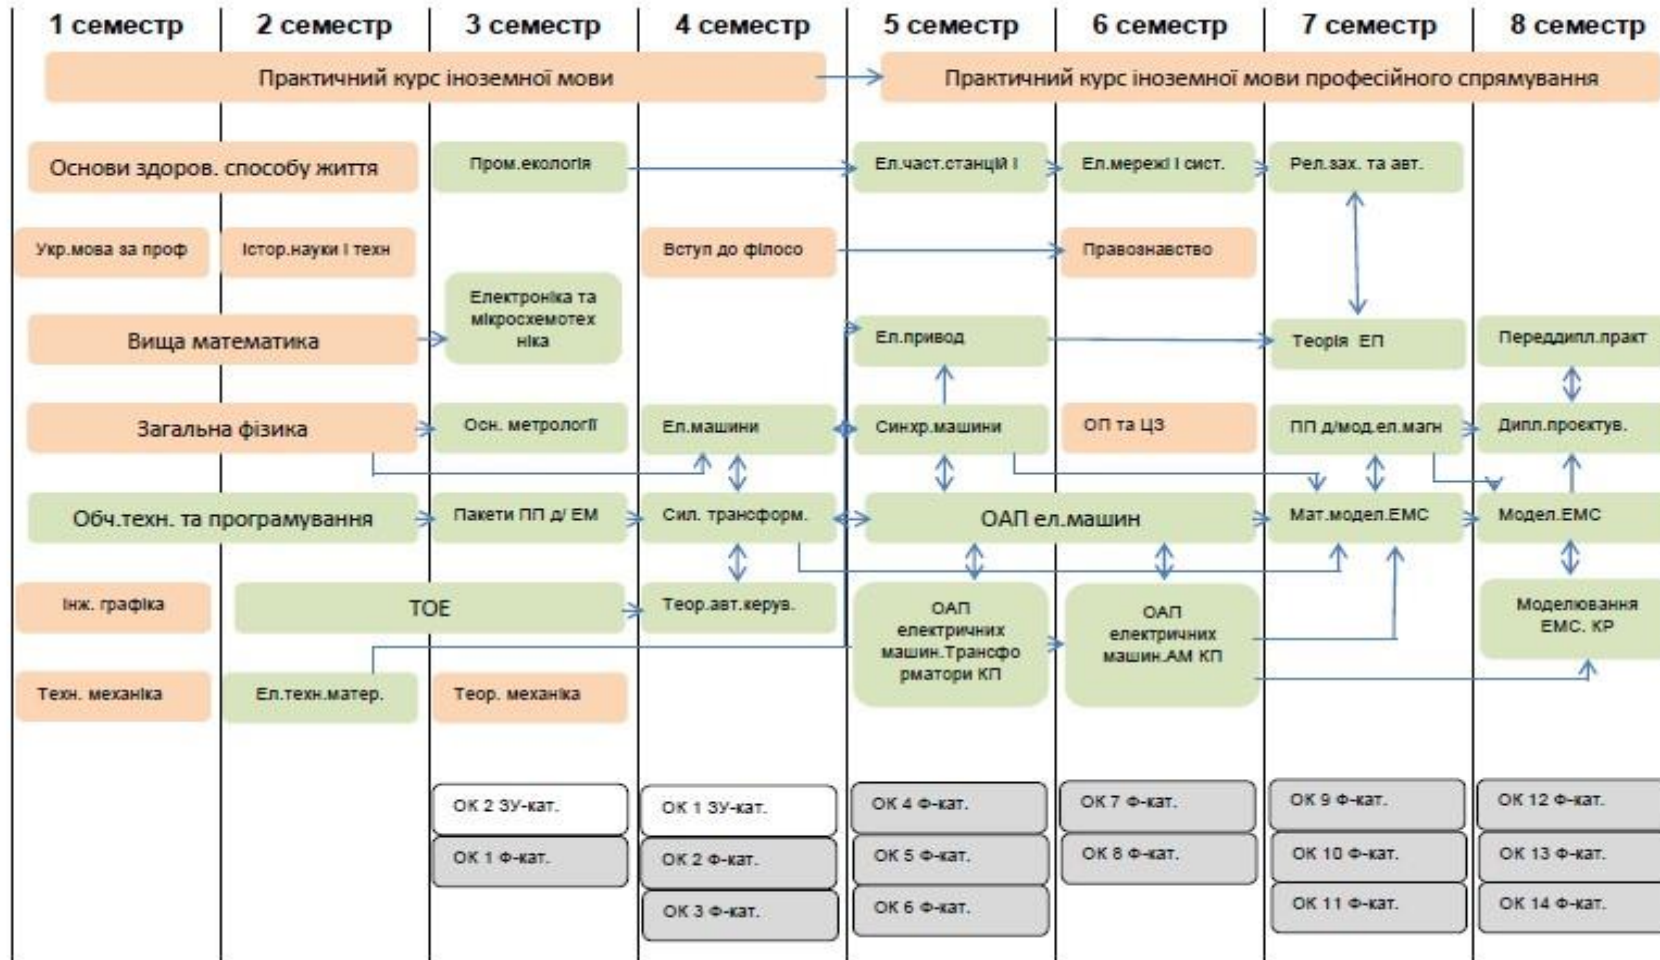 1 семестр
2 семестр
3 семестр
4 семестр
5 семестр
6 семестр
7 семестр
8 семестр
Практичний курс іноземної мови
Практичний курс іноземної мови професійного спрямування
Основи здоров. способу життя
Пром.екологія
Ел.част.станцій і
Ел.мережі і сист.
Рел.зах. та авт.
Укр.мова за проф
Істор.науки і техн
Вступ до філосо
Правознавство
Вища математика
Електроніка та
мікросхемотех
ніка
Ел.привод
Теорія ЕП
Переддипл.практ
Загальна фізика
Осн. метрології
Ел.машини
Синхр.машини
ОП та ЦЗ
ПП д/мод.ел.магн
Дипл.проєктув.
Обч.техн. та програмування
Пакети ПП д/ ЕМ
Сил. трансформ.
ОАП ел.машин
Мат.модел.ЕМС
Модел.ЕМС
Інж. графіка
ТОЕ
Теор.авт.керув.
ОАП
електричних
машин.Трансфо
рматори КП
ОАП
електричних
машин.АМ КП
Моделювання
ЕМС. КР
Техн. механіка
Ел.техн.матер.
Теор. механіка
ОК 2 ЗУ-кат.
ОК 1 ЗУ-кат.
ОК 4 Ф-кат.
ОК 7 Ф-кат.
ОК 9 Ф-кат.
ОК 12 Ф-кат.
ОК 1 Ф-кат.
ОК 2 Ф-кат.
ОК 5 Ф-кат.
ОК 8 Ф-кат.
ОК 10 Ф-кат.
ОК 13 Ф-кат.
ОК 3 Ф-кат.
ОК 6 Ф-кат.
ОК 11 Ф-кат.
ОК 14 Ф-кат.